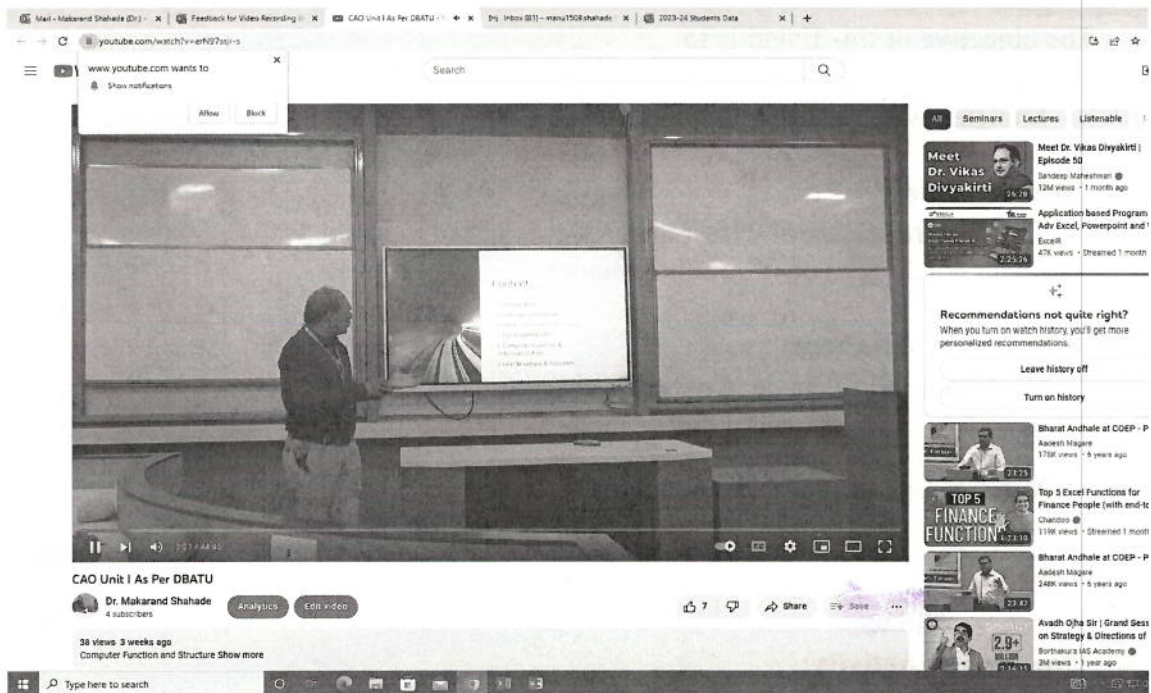 Mail - Makarand Shahade (Dr.) -
Feedback for Video Recording
CAO Unit I As Per DBATU -
2023-24 Students Data
www.youtube.com wants to
Show notifications
Allow
Block
Search
All
Seminars
Lectures
Listenable
Meet
Dr. Vikas
Divyakirti
26:28
Meet Dr. Vikas Divyakirti |
Episode 50
Sandeep Maheshwari
12M views • 1 month ago
2:25:26
Application based Program
Adv Excel, Powerpoint and
ExcelR
47K views • Streamed 1 month
Recommendations not quite right?
When you turn on watch history, you'll get more
personalized recommendations.
Leave history off
Turn on history
23:25
Bharat Andhale at COEP - P
Aadesh Magare
176K views • 6 years ago
TOP 5
FINANCE
FUNCTION
Top 5 Excel Functions for
Finance People (with end-to
Chandoo
119K views • Streamed 1 month
23:47
Bharat Andhale at COEP - P
Aadesh Magare
248K views • 6 years ago
2.9+
Avadh Ojha Sir | Grand Sess
on Strategy & Directions of
Borthakur's IAS Academy
3M views • 1 year ago
CAO Unit I As Per DBATU
Dr. Makarand Shahade
4 subscribers
Analytics
Edit video
7
Share
Save
38 views 3 weeks ago
Computer Function and Structure Show more
Type here to search